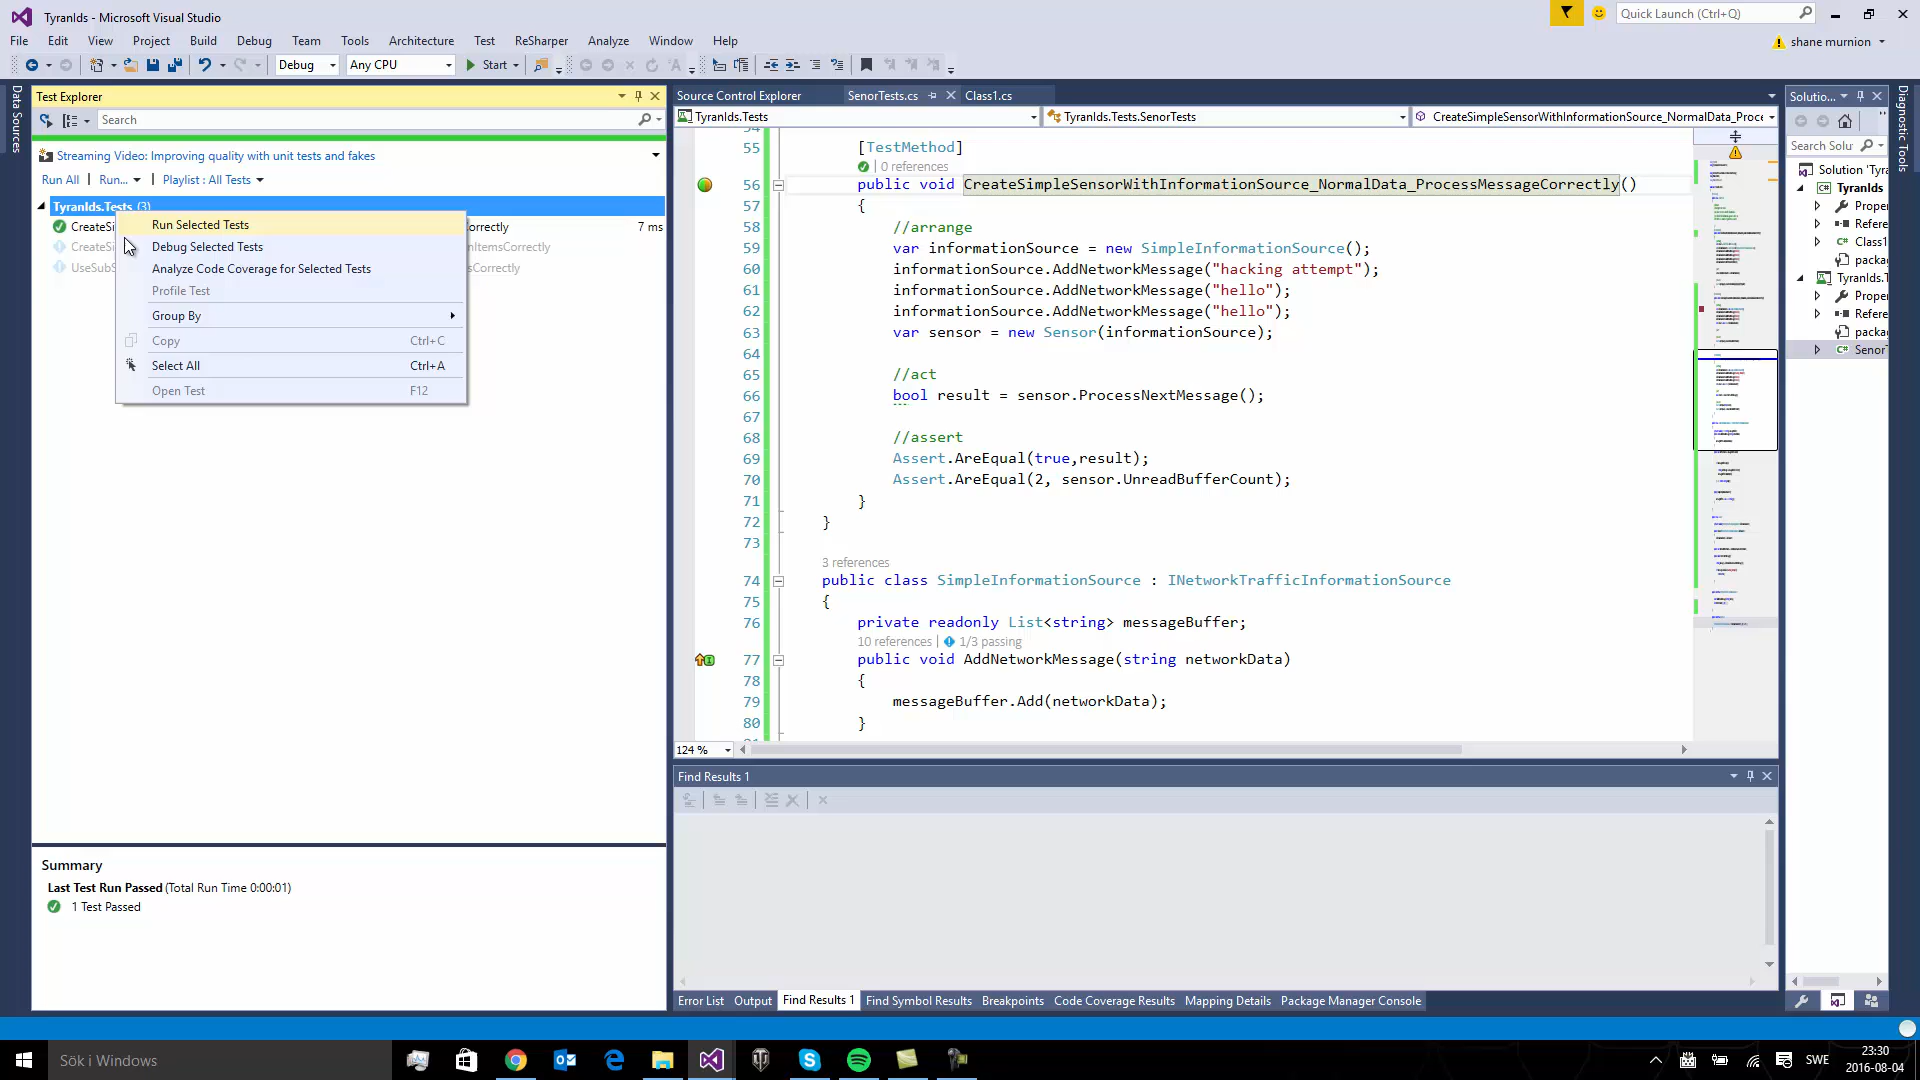 TyranIds - Microsoft Visual Studio
Quick Launch (Ctrl+Q)
File Edit View Project Build Debug Team Tools Architecture Test ReSharper Analyze Window Help
shane murnion
Debug Any CPU Start
Data Sources
Test Explorer
Search
Streaming Video: Improving quality with unit tests and fakes
Run All Run... Playlist : All Tests
TyranIds.Tests (3)
CreateSi orrectly 7 ms
CreateSi nItemsCorrectly
UseSubS sCorrectly
Run Selected Tests
Debug Selected Tests
Analyze Code Coverage for Selected Tests
Profile Test
Group By
Copy Ctrl+C
Select All Ctrl+A
Open Test F12
Summary
Last Test Run Passed (Total Run Time 0:00:01)
1 Test Passed
Source Control Explorer SenorTests.cs Class1.cs
TyranIds.Tests TyranIds.Tests.SenorTests CreateSimpleSensorWithInformationSource_NormalData_Proce
55 [TestMethod]
0 references
56 public void CreateSimpleSensorWithInformationSource_NormalData_ProcessMessageCorrectly()
57 {
58 //arrange
59 var informationSource = new SimpleInformationSource();
60 informationSource.AddNetworkMessage("hacking attempt");
61 informationSource.AddNetworkMessage("hello");
62 informationSource.AddNetworkMessage("hello");
63 var sensor = new Sensor(informationSource);
64
65 //act
66 bool result = sensor.ProcessNextMessage();
67
68 //assert
69 Assert.AreEqual(true,result);
70 Assert.AreEqual(2, sensor.UnreadBufferCount);
71 }
72 }
73
3 references
74 public class SimpleInformationSource : INetworkTrafficInformationSource
75 {
76 private readonly List<string> messageBuffer;
10 references | 1/3 passing
77 public void AddNetworkMessage(string networkData)
78 {
79 messageBuffer.Add(networkData);
80 }
124 %
Find Results 1
Error List Output Find Results 1 Find Symbol Results Breakpoints Code Coverage Results Mapping Details Package Manager Console
Solutio...
Search Solu
Solution 'Tyra
TyranIds
Proper
Refere
Class1
packa
TyranIds.T
Proper
Refere
packa
SenorT
Diagnostic Tools
Sök i Windows
SWE
23:30
2016-08-04